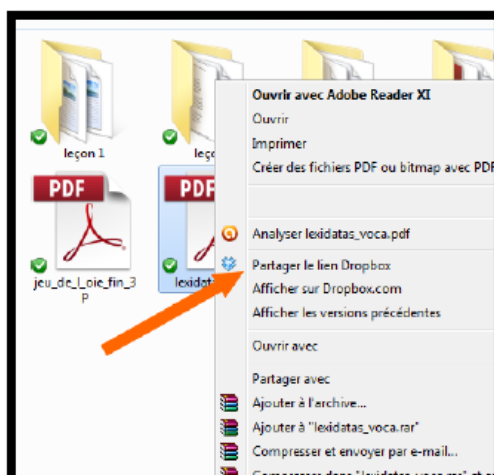 Ouvrir avec Adobe Reader XI
Ouvrir
Imprimer
Créer des fichiers PDF ou bitmap avec PDF
leçon 1
leç
PDF
PDF
Analyser lexidatas_voca.pdf
Partager le lien Dropbox
Afficher sur Dropbox.com
jeu_de_l_oie_fin_3
P
lexidat
Afficher les versions précédentes
Ouvrir avec
Partager avec
Ajouter à l'archive...
Ajouter à "lexidatas_voca.rar"
Compresser et envoyer par e-mail...